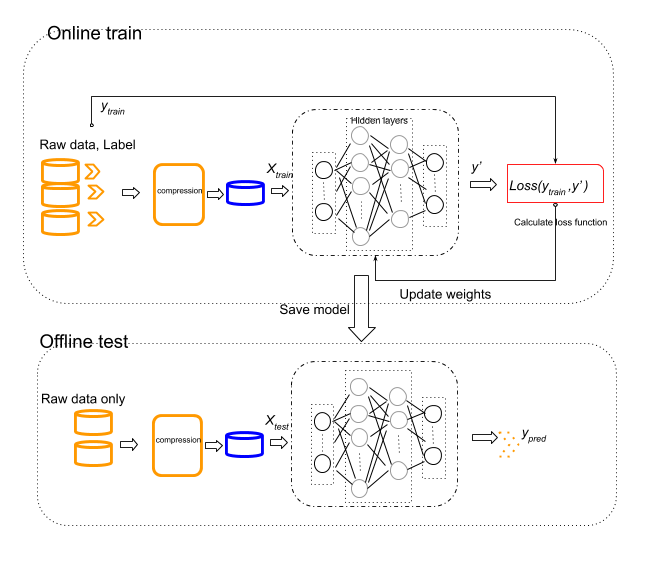 Online train
y_train
Hidden layers
Raw data, Label
X_train
y'
compression
Loss(y_train, y')
Calculate loss function
Update weights
Save model
Offline test
Raw data only
X_test
y_pred
compression